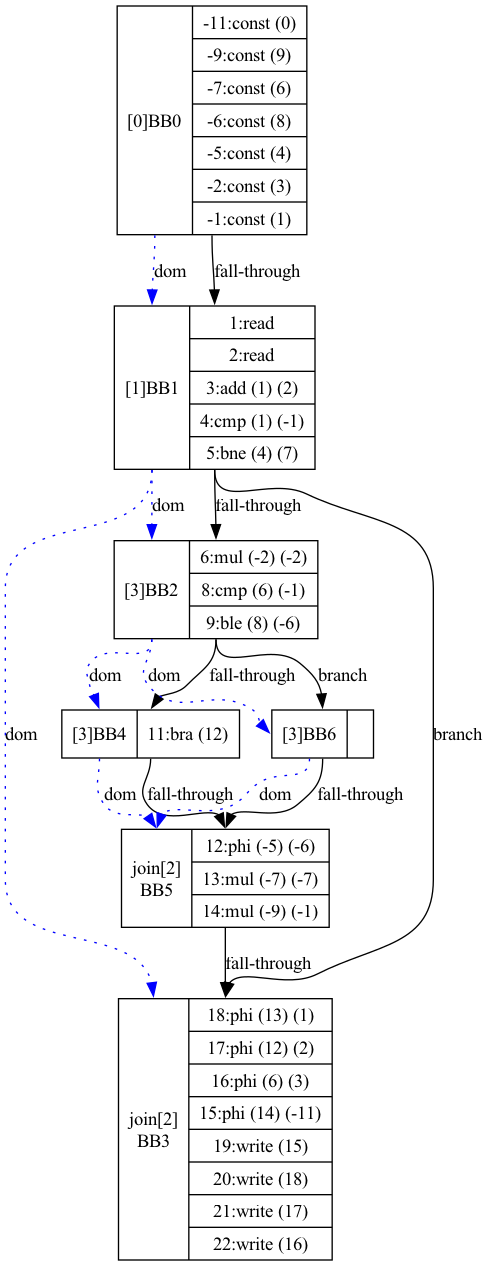 [0]BB0
-11:const (0)
-9:const (9)
-7:const (6)
-6:const (8)
-5:const (4)
-2:const (3)
-1:const (1)
dom
fall-through
[1]BB1
1:read
2:read
3:add (1) (2)
4:cmp (1) (-1)
5:bne (4) (7)
dom
fall-through
[3]BB2
6:mul (-2) (-2)
8:cmp (6) (-1)
9:ble (8) (-6)
dom
dom
fall-through
branch
[3]BB4
11:bra (12)
[3]BB6
dom
branch
dom
fall-through
dom
fall-through
join[2]
BB5
12:phi (-5) (-6)
13:mul (-7) (-7)
14:mul (-9) (-1)
fall-through
join[2]
BB3
18:phi (13) (1)
17:phi (12) (2)
16:phi (6) (3)
15:phi (14) (-11)
19:write (15)
20:write (18)
21:write (17)
22:write (16)